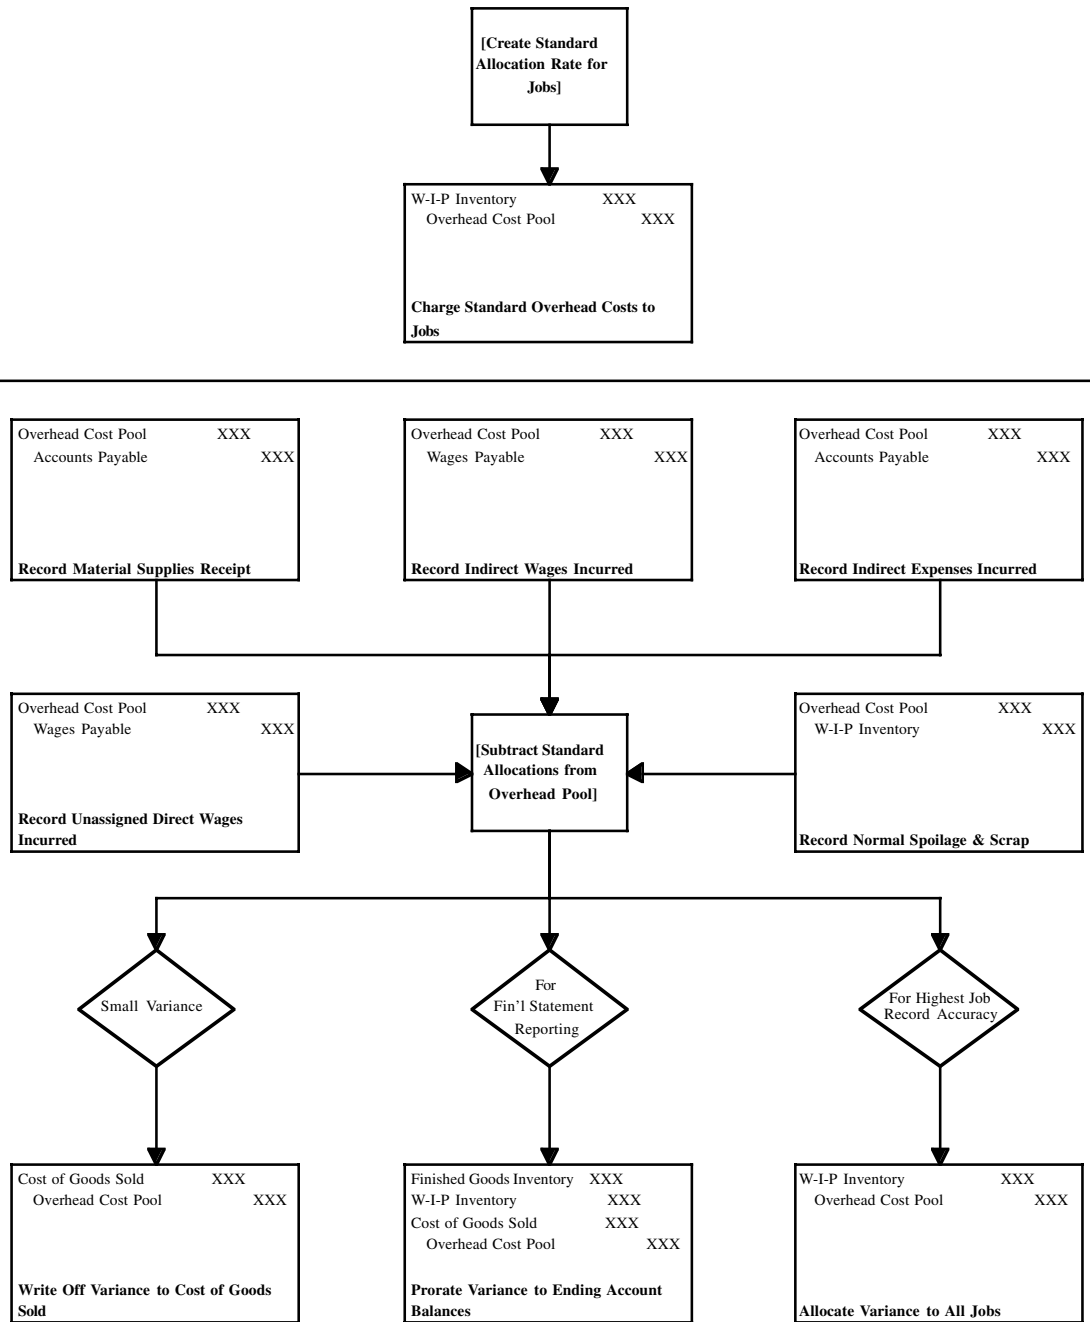 [Create Standard
Allocation Rate for
Jobs]
W-I-P Inventory XXX
Overhead Cost Pool XXX
Charge Standard Overhead Costs to
Jobs
Overhead Cost Pool XXX
Accounts Payable XXX
Record Material Supplies Receipt
Overhead Cost Pool XXX
Wages Payable XXX
Record Indirect Wages Incurred
Overhead Cost Pool XXX
Accounts Payable XXX
Record Indirect Expenses Incurred
Overhead Cost Pool XXX
Wages Payable XXX
Record Unassigned Direct Wages
Incurred
[Subtract Standard
Allocations from
Overhead Pool]
Overhead Cost Pool XXX
W-I-P Inventory XXX
Record Normal Spoilage & Scrap
Small Variance
For
Fin’l Statement
Reporting
For Highest Job
Record Accuracy
Cost of Goods Sold XXX
Overhead Cost Pool XXX
Write Off Variance to Cost of Goods
Sold
Finished Goods Inventory XXX
W-I-P Inventory XXX
Cost of Goods Sold XXX
Overhead Cost Pool XXX
Prorate Variance to Ending Account
Balances
W-I-P Inventory XXX
Overhead Cost Pool XXX
Allocate Variance to All Jobs